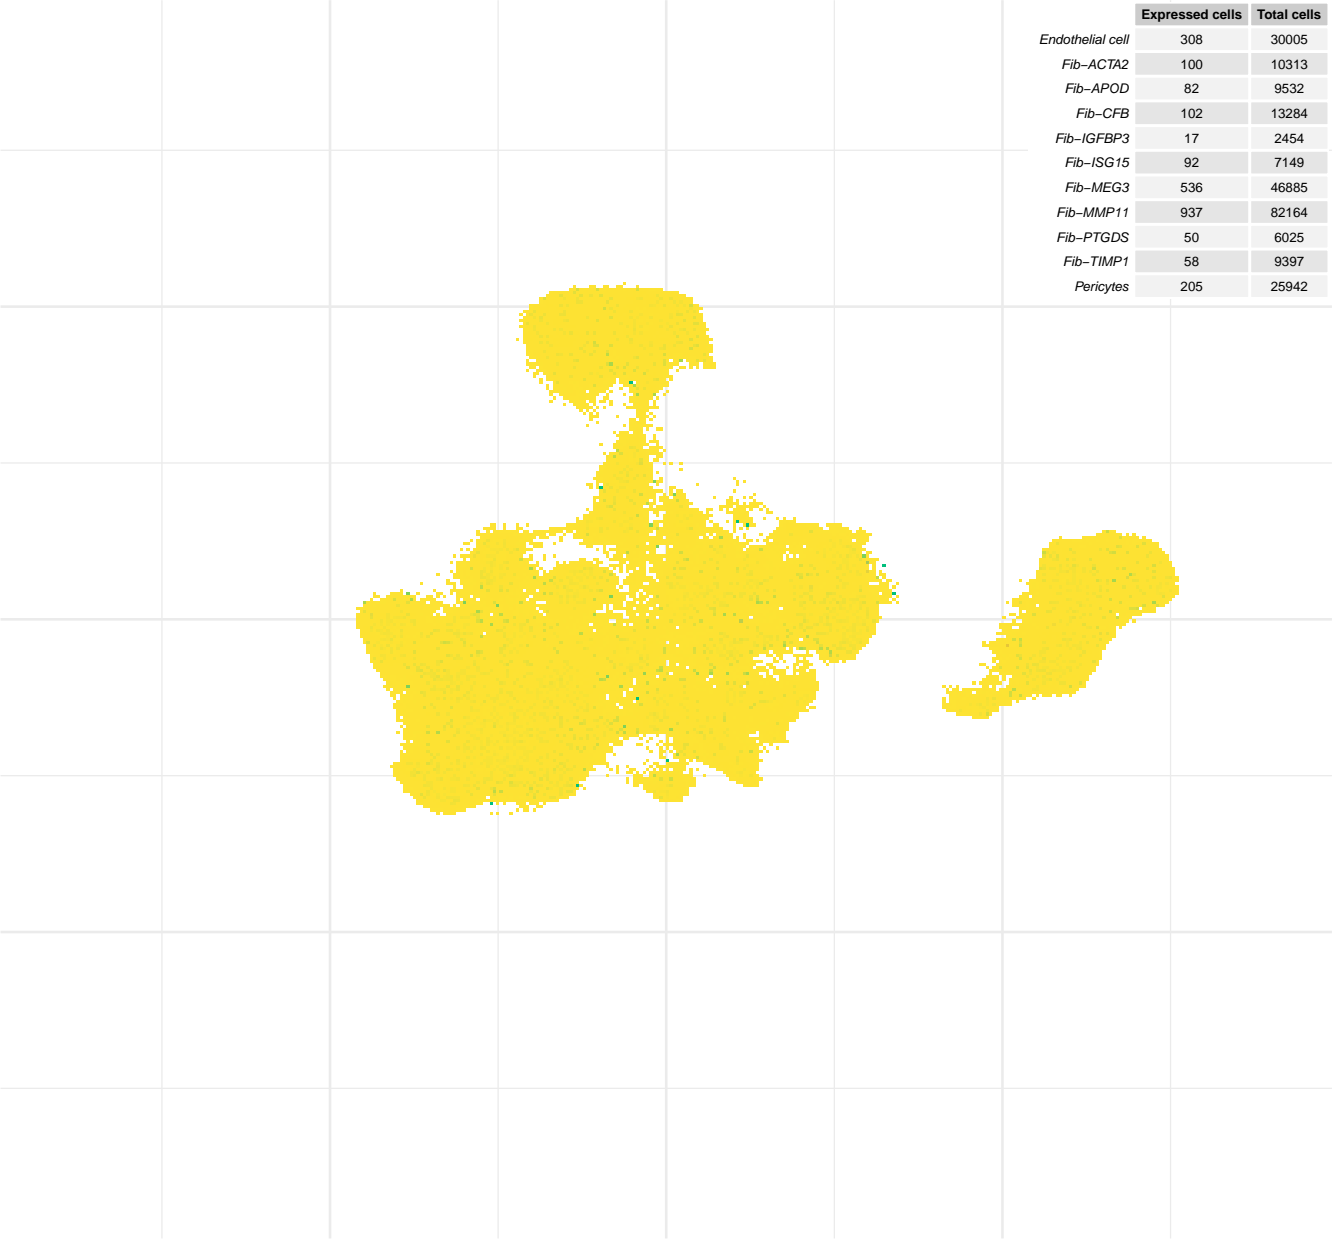 Expressed cells Total cells
Endothelial cell 308 30005
Fib−ACTA2 100 10313
Fib−APOD 82 9532
Fib−CFB 102 13284
Fib−IGFBP3 17 2454
Fib−ISG15 92 7149
Fib−MEG3 536 46885
Fib−MMP11 937 82164
Fib−PTGDS 50 6025
Fib−TIMP1 58 9397
Pericytes 205 25942